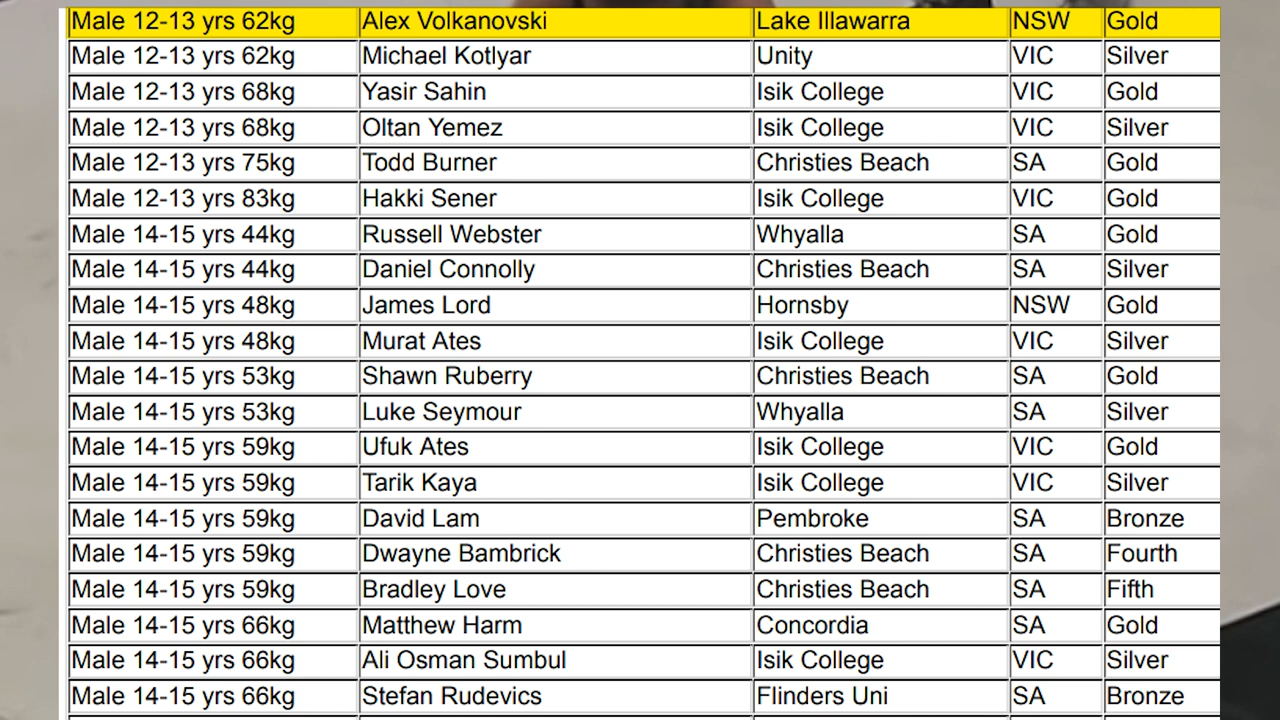 Male 12-13 yrs 62kg Alex Volkanovski Lake Illawarra NSW Gold
Male 12-13 yrs 62kg Michael Kotlyar Unity VIC Silver
Male 12-13 yrs 68kg Yasir Sahin Isik College VIC Gold
Male 12-13 yrs 68kg Oltan Yemez Isik College VIC Silver
Male 12-13 yrs 75kg Todd Burner Christies Beach SA Gold
Male 12-13 yrs 83kg Hakki Sener Isik College VIC Gold
Male 14-15 yrs 44kg Russell Webster Whyalla SA Gold
Male 14-15 yrs 44kg Daniel Connolly Christies Beach SA Silver
Male 14-15 yrs 48kg James Lord Hornsby NSW Gold
Male 14-15 yrs 48kg Murat Ates Isik College VIC Silver
Male 14-15 yrs 53kg Shawn Ruberry Christies Beach SA Gold
Male 14-15 yrs 53kg Luke Seymour Whyalla SA Silver
Male 14-15 yrs 59kg Ufuk Ates Isik College VIC Gold
Male 14-15 yrs 59kg Tarik Kaya Isik College VIC Silver
Male 14-15 yrs 59kg David Lam Pembroke SA Bronze
Male 14-15 yrs 59kg Dwayne Bambrick Christies Beach SA Fourth
Male 14-15 yrs 59kg Bradley Love Christies Beach SA Fifth
Male 14-15 yrs 66kg Matthew Harm Concordia SA Gold
Male 14-15 yrs 66kg Ali Osman Sumbul Isik College VIC Silver
Male 14-15 yrs 66kg Stefan Rudevics Flinders Uni SA Bronze